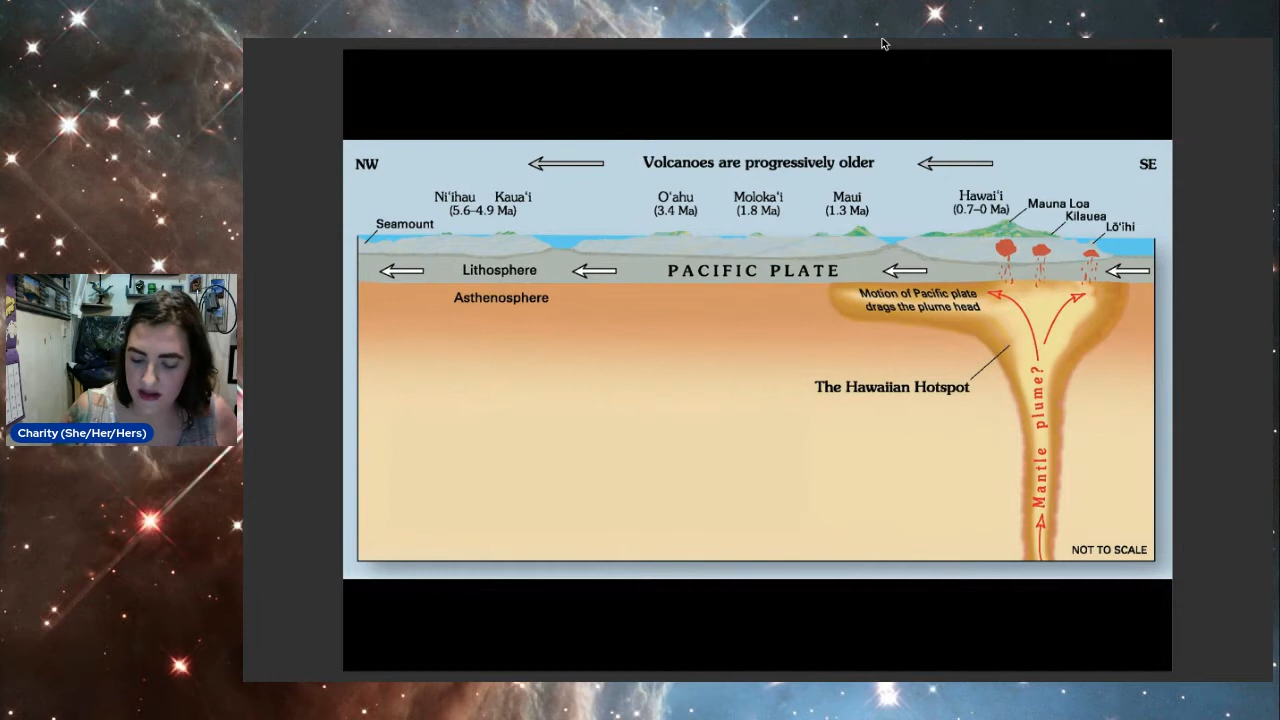 NW
Volcanoes are progressively older
SE
Ni'ihau Kaua'i
(5.6–4.9 Ma)
O'ahu
(3.4 Ma)
Moloka'i
(1.8 Ma)
Maui
(1.3 Ma)
Hawai'i
(0.7–0 Ma)
Mauna Loa
Kilauea
Lō'ihi
Seamount
Lithosphere
PACIFIC PLATE
Asthenosphere
Motion of Pacific plate
drags the plume head
The Hawaiian Hotspot
Mantle plume?
NOT TO SCALE
Charity (She/Her/Hers)